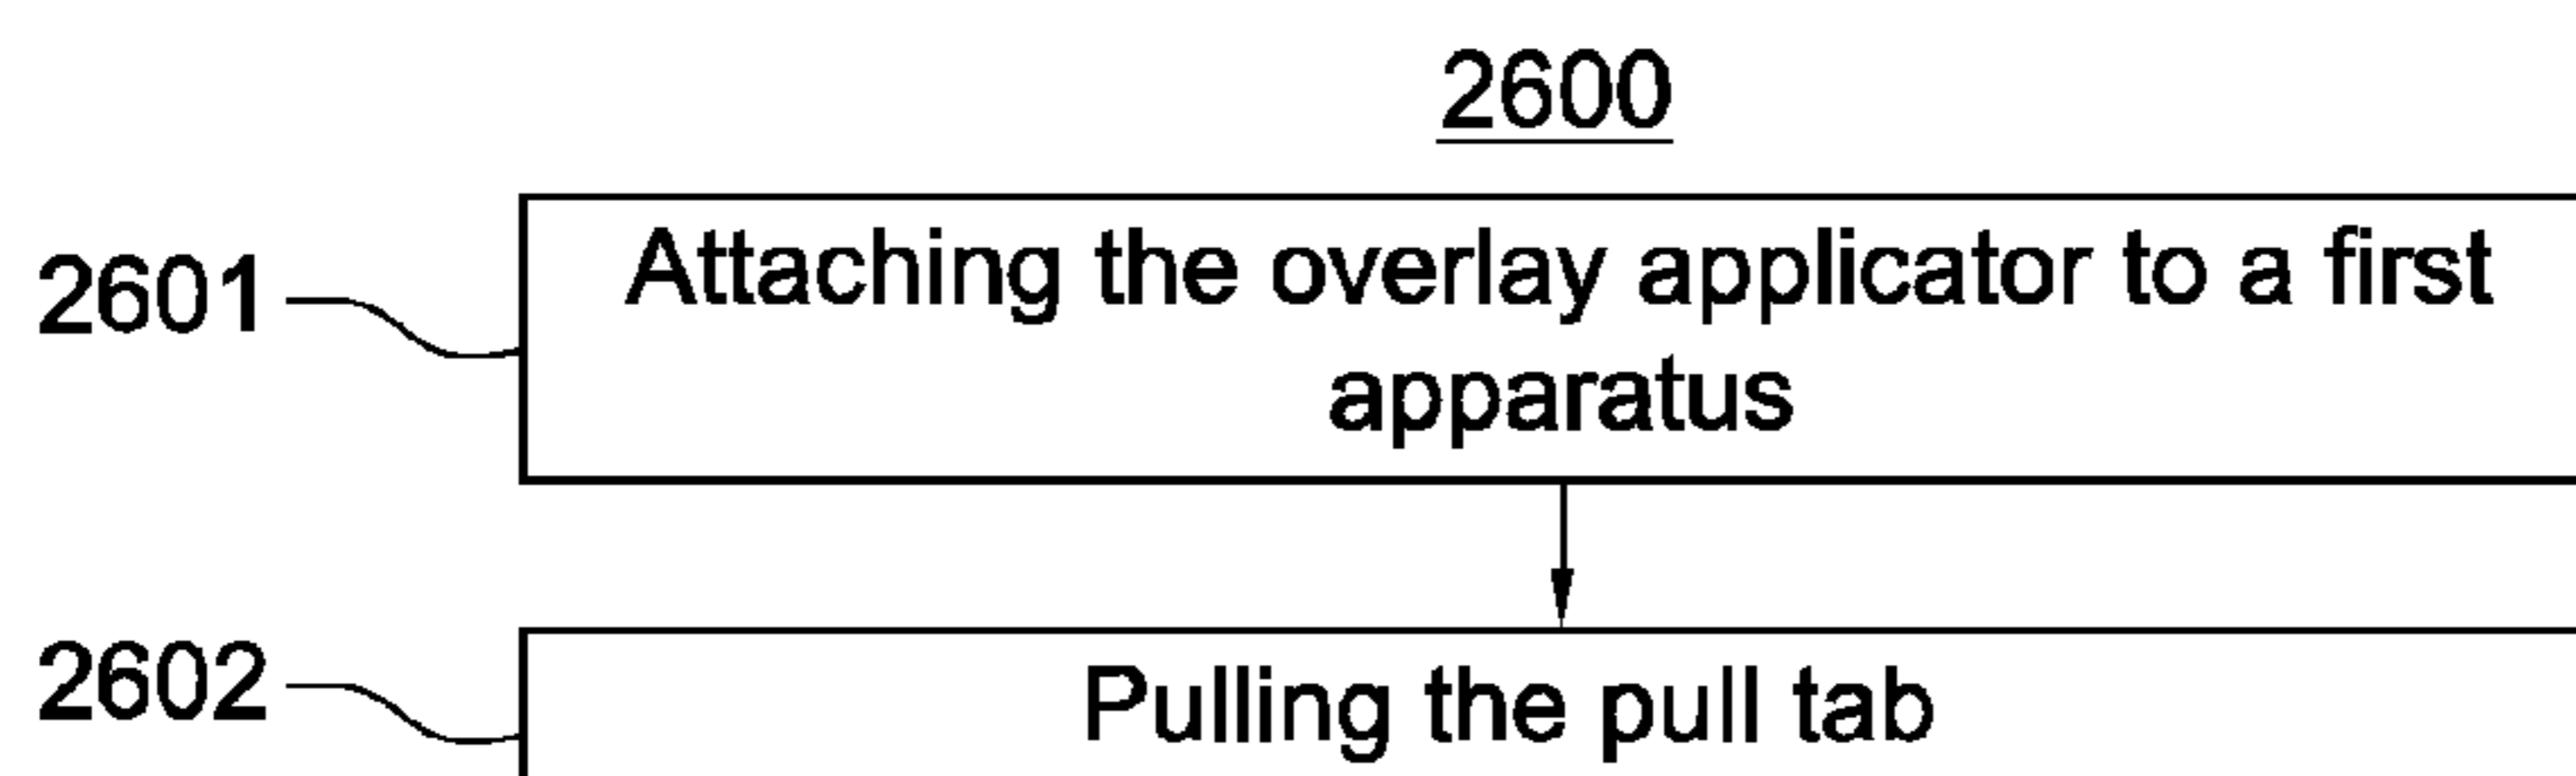 2600
2601
Attaching the overlay applicator to a first
apparatus
2602
Pulling the pull tab